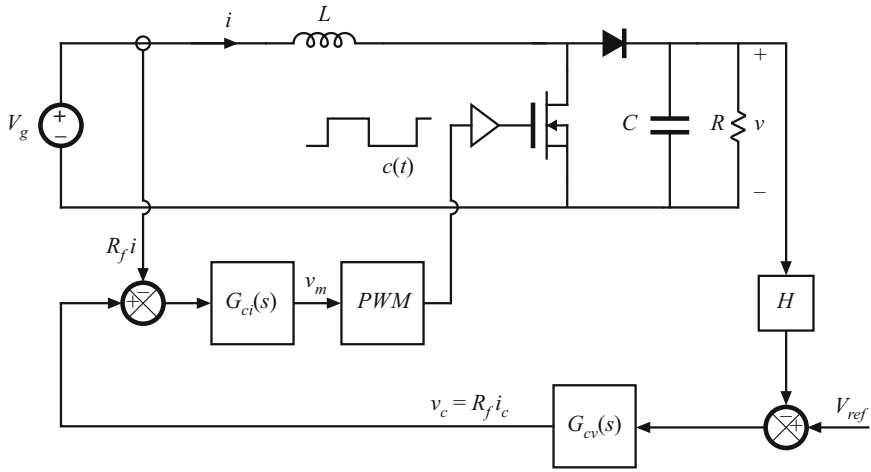 i
L
V_g
+
−
c(t)
C
R
+
v
−
R_f i
+
−
G_ci(s)
v_m
PWM
H
v_c = R_f i_c
G_cv(s)
−
+
V_ref